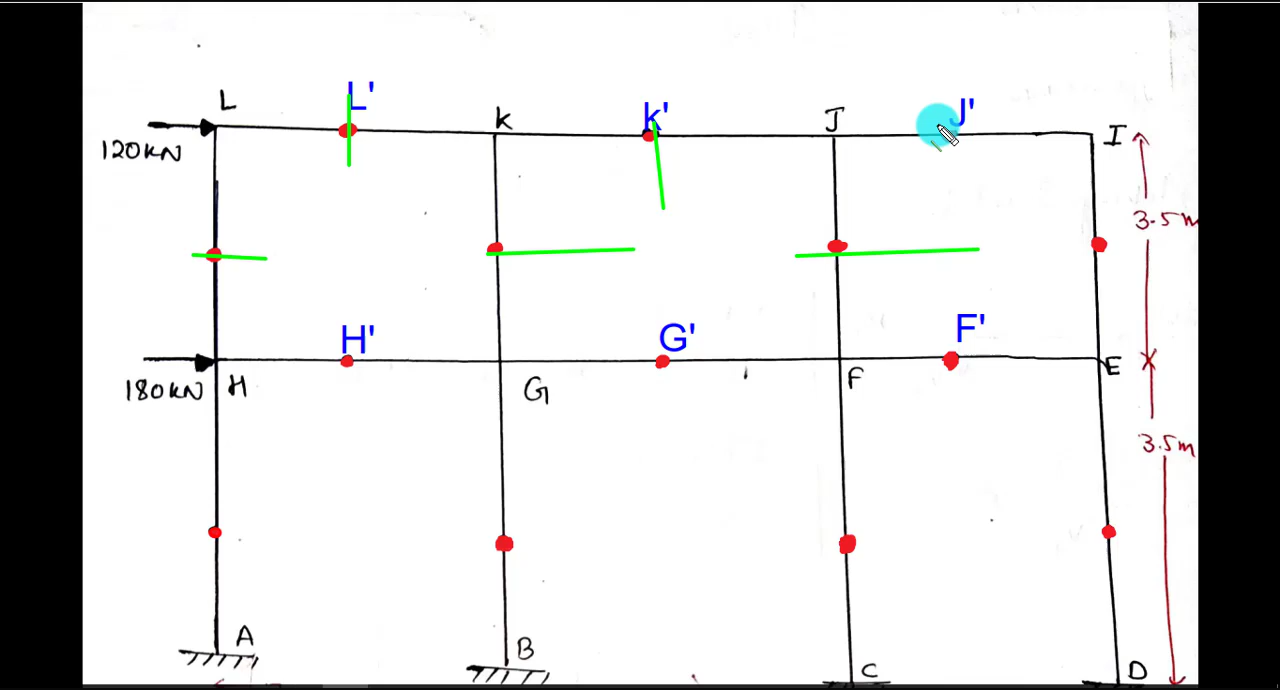 L L' K k' J J' I
120KN
3.5m
H' G' F'
180KN H G F E
3.5m
A B C D